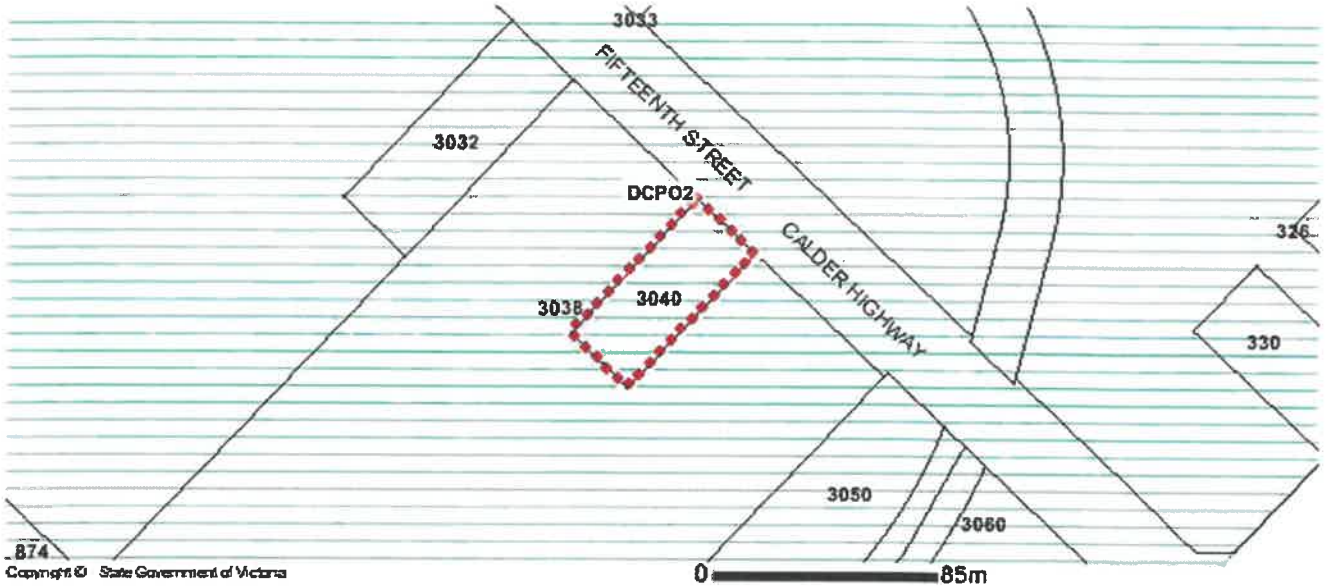 3033
FIFTEENTH STREET
3032
DCPO2
326
CALDER HIGHWAY
3038
3040
330
3050
3060
874
Copyright © State Government of Victoria
0 85m